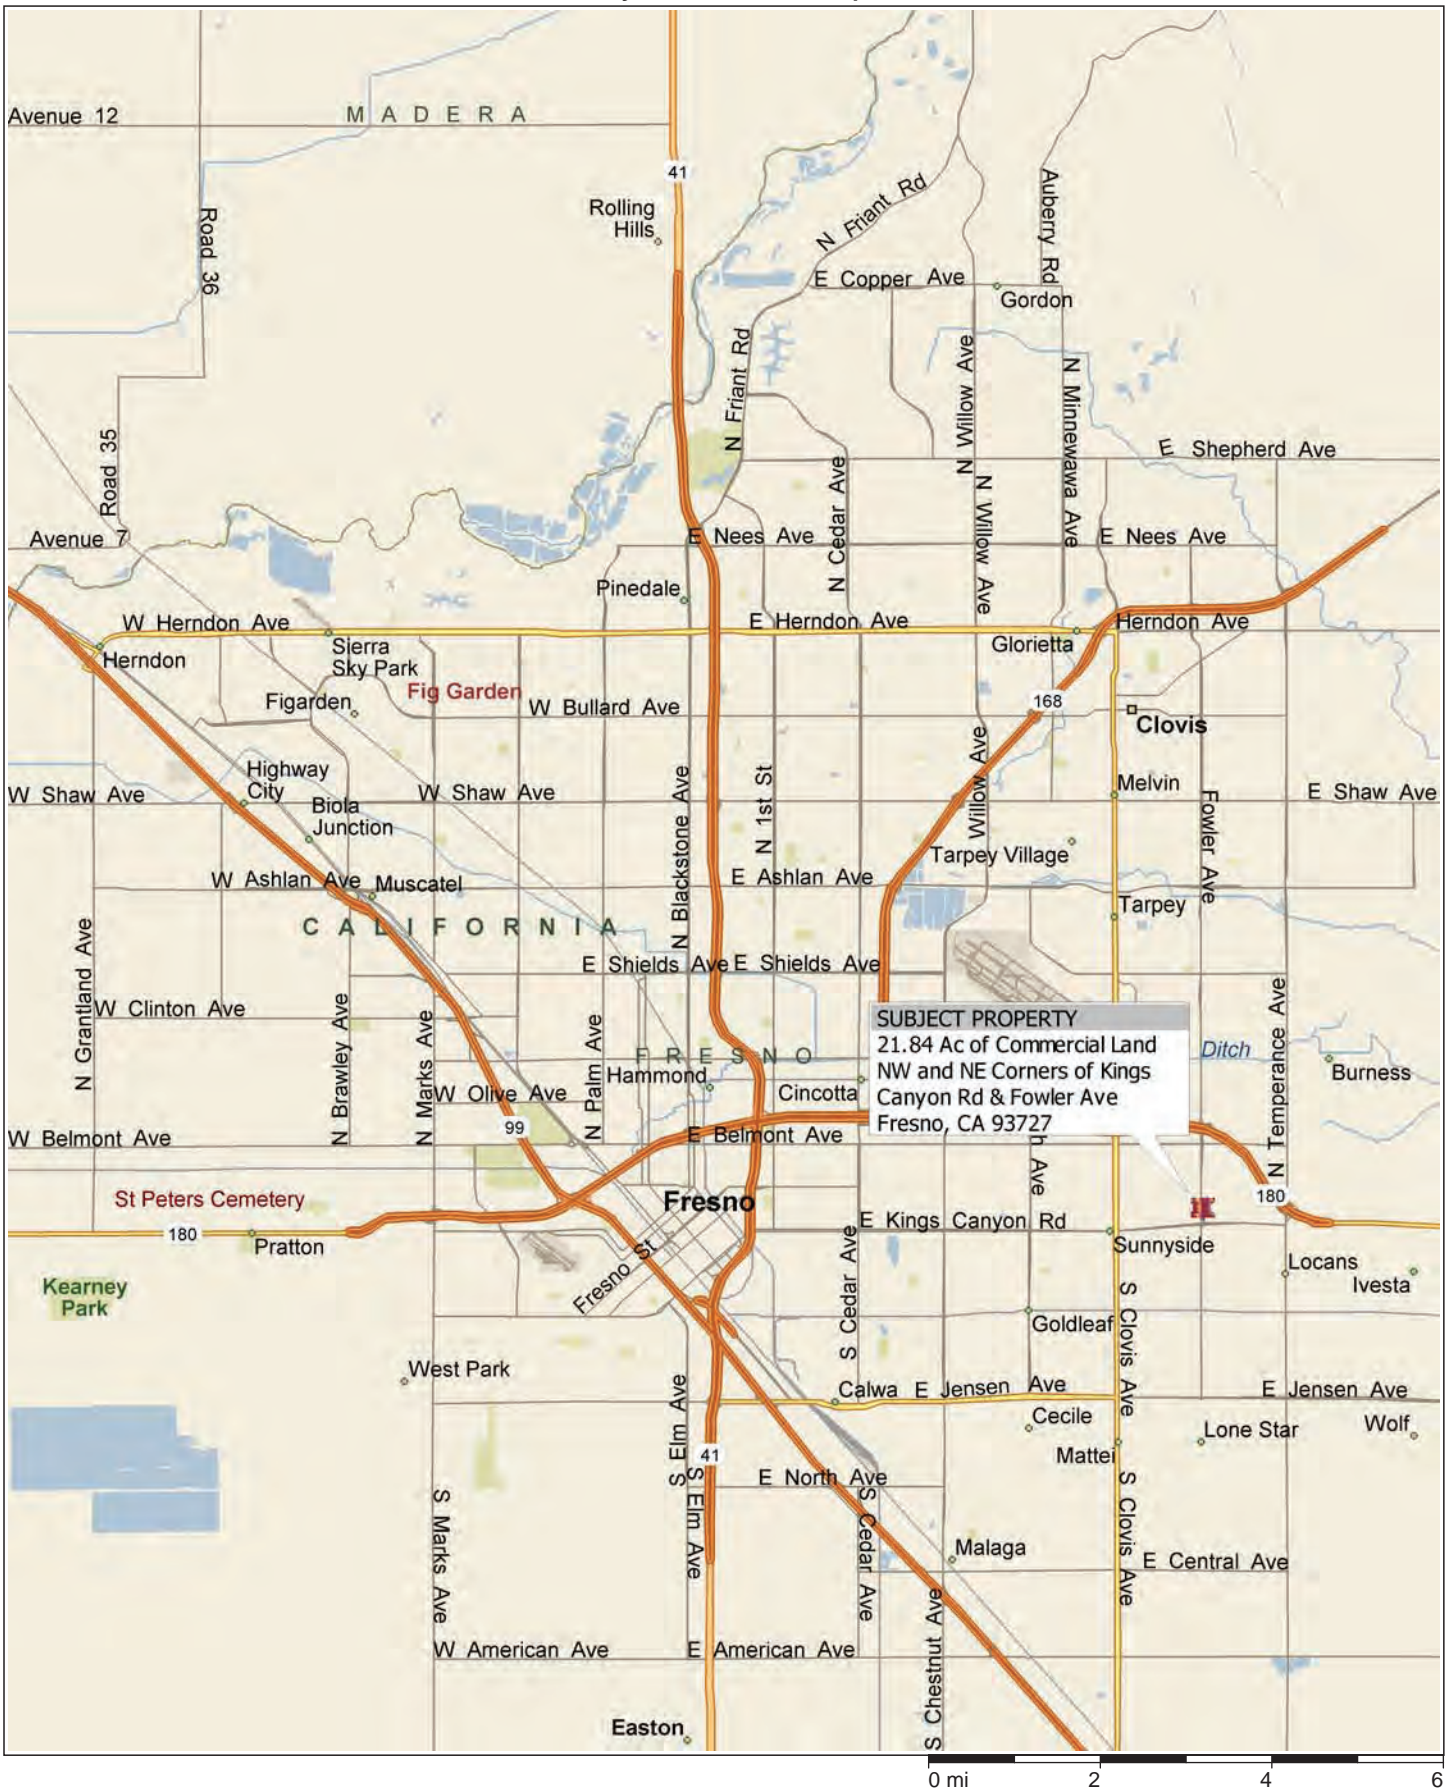 Avenue 12
MADERA
41
Rolling
Hills
Road 36
N Friant Rd
Auberry Rd
E Copper Ave
Gordon
N Friant Rd
N Willow Ave
N Minnewawa Ave
E Shepherd Ave
Road 35
N Cedar Ave
N Willow Ave
Avenue 7
E Nees Ave
E Nees Ave
Pinedale
W Herndon Ave
E Herndon Ave
Herndon Ave
Glorietta
Herndon
Sierra
Sky Park
Fig Garden
Figarden
W Bullard Ave
168
Clovis
Willow Ave
Highway
City
W Shaw Ave
W Shaw Ave
Melvin
E Shaw Ave
Biola
Junction
N Blackstone Ave
N 1st St
Fowler Ave
Tarpey Village
W Ashlan Ave
Muscatel
E Ashlan Ave
Tarpey
CALIFORNIA
N Grantland Ave
E Shields Ave
E Shields Ave
W Clinton Ave
N Brawley Ave
N Marks Ave
N Palm Ave
N Temperance Ave
SUBJECT PROPERTY
21.84 Ac of Commercial Land
NW and NE Corners of Kings
Canyon Rd & Fowler Ave
Fresno, CA 93727
FRESNO
Ditch
Hammond
Cincotta
Burness
W Olive Ave
99
W Belmont Ave
E Belmont Ave
h Ave
St Peters Cemetery
Fresno
180
180
Pratton
E Kings Canyon Rd
Sunnyside
Fresno St
Locans
Ivesta
Kearney
Park
S Cedar Ave
Goldleaf
S Clovis Ave
West Park
Calwa
E Jensen Ave
E Jensen Ave
S Elm Ave
Cecile
Lone Star
Wolf
Mattei
41
E North Ave
S Marks Ave
S Elm Ave
S Cedar Ave
S Clovis Ave
Malaga
E Central Ave
W American Ave
E American Ave
S Chestnut Ave
Easton
0 mi 2 4 6